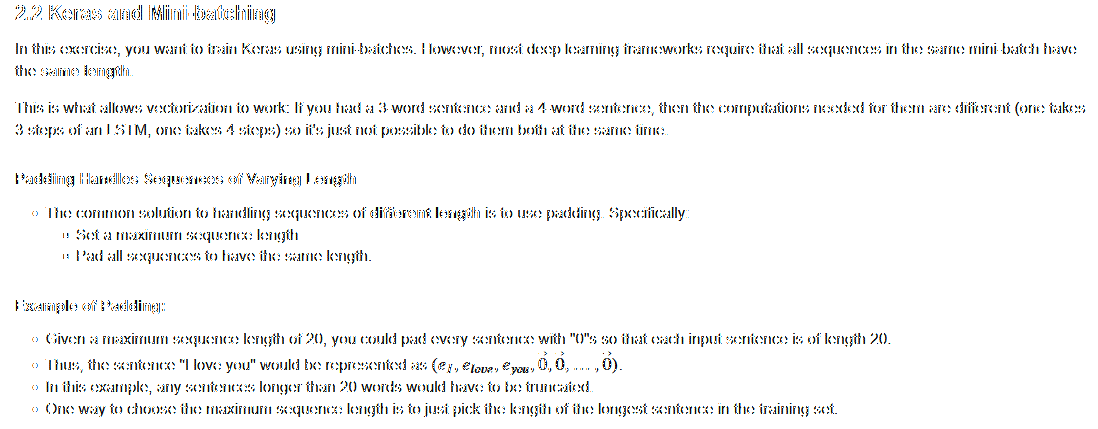 2.2 Keras and Mini-batching
In this exercise, you want to train Keras using mini-batches. However, most deep learning frameworks require that all sequences in the same mini-batch have
the same length.
This is what allows vectorization to work: If you had a 3-word sentence and a 4-word sentence, then the computations needed for them are different (one takes
3 steps of an LSTM, one takes 4 steps) so it's just not possible to do them both at the same time.
Padding Handles Sequences of Varying Length
◦ The common solution to handling sequences of different length is to use padding. Specifically:
▫ Set a maximum sequence length
▫ Pad all sequences to have the same length.
Example of Padding:
◦ Given a maximum sequence length of 20, you could pad every sentence with "0"s so that each input sentence is of length 20.
◦ Thus, the sentence "I love you" would be represented as (e_I, e_love, e_you, 0⃗, 0⃗, … , 0⃗).
◦ In this example, any sentences longer than 20 words would have to be truncated.
◦ One way to choose the maximum sequence length is to just pick the length of the longest sentence in the training set.